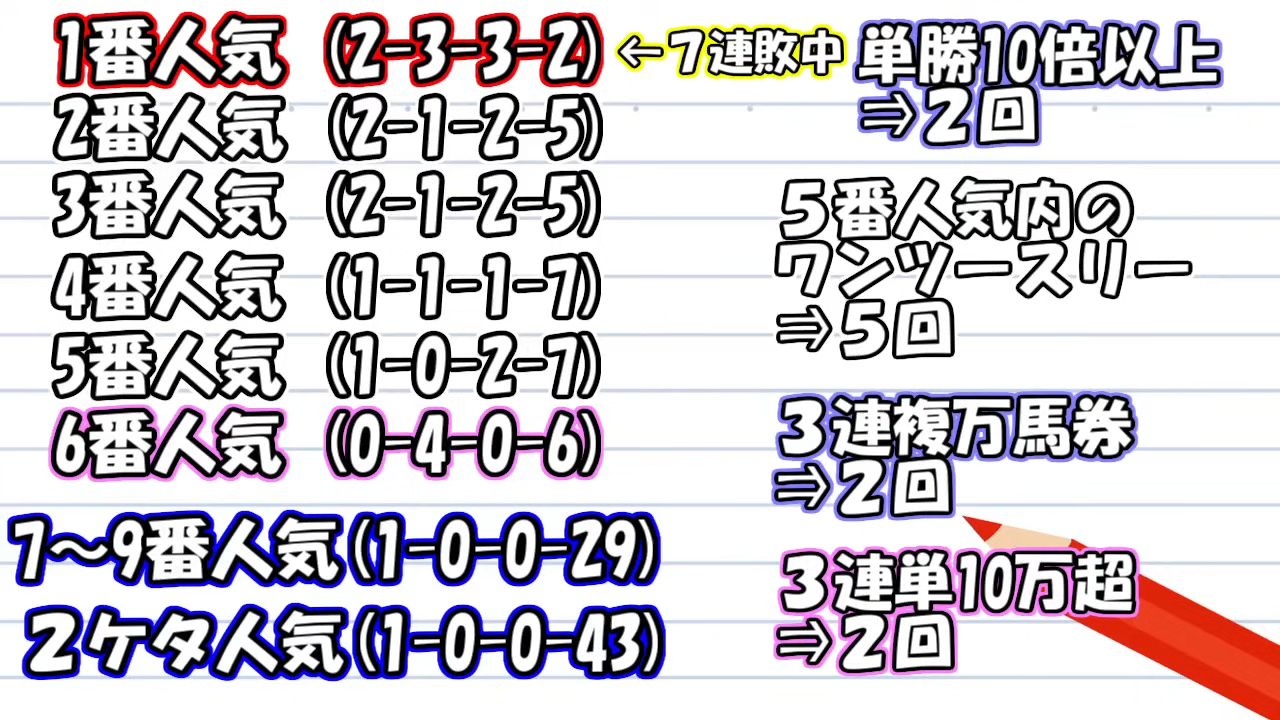 1番人気 (2-3-3-2) ←7連敗中
2番人気 (2-1-2-5)
3番人気 (2-1-2-5)
4番人気 (1-1-1-7)
5番人気 (1-0-2-7)
6番人気 (0-4-0-6)
7～9番人気(1-0-0-29)
2ケタ人気(1-0-0-43)
単勝10倍以上
⇒2回
5番人気内の
ワンツースリー
⇒5回
3連複万馬券
⇒2回
3連単10万超
⇒2回